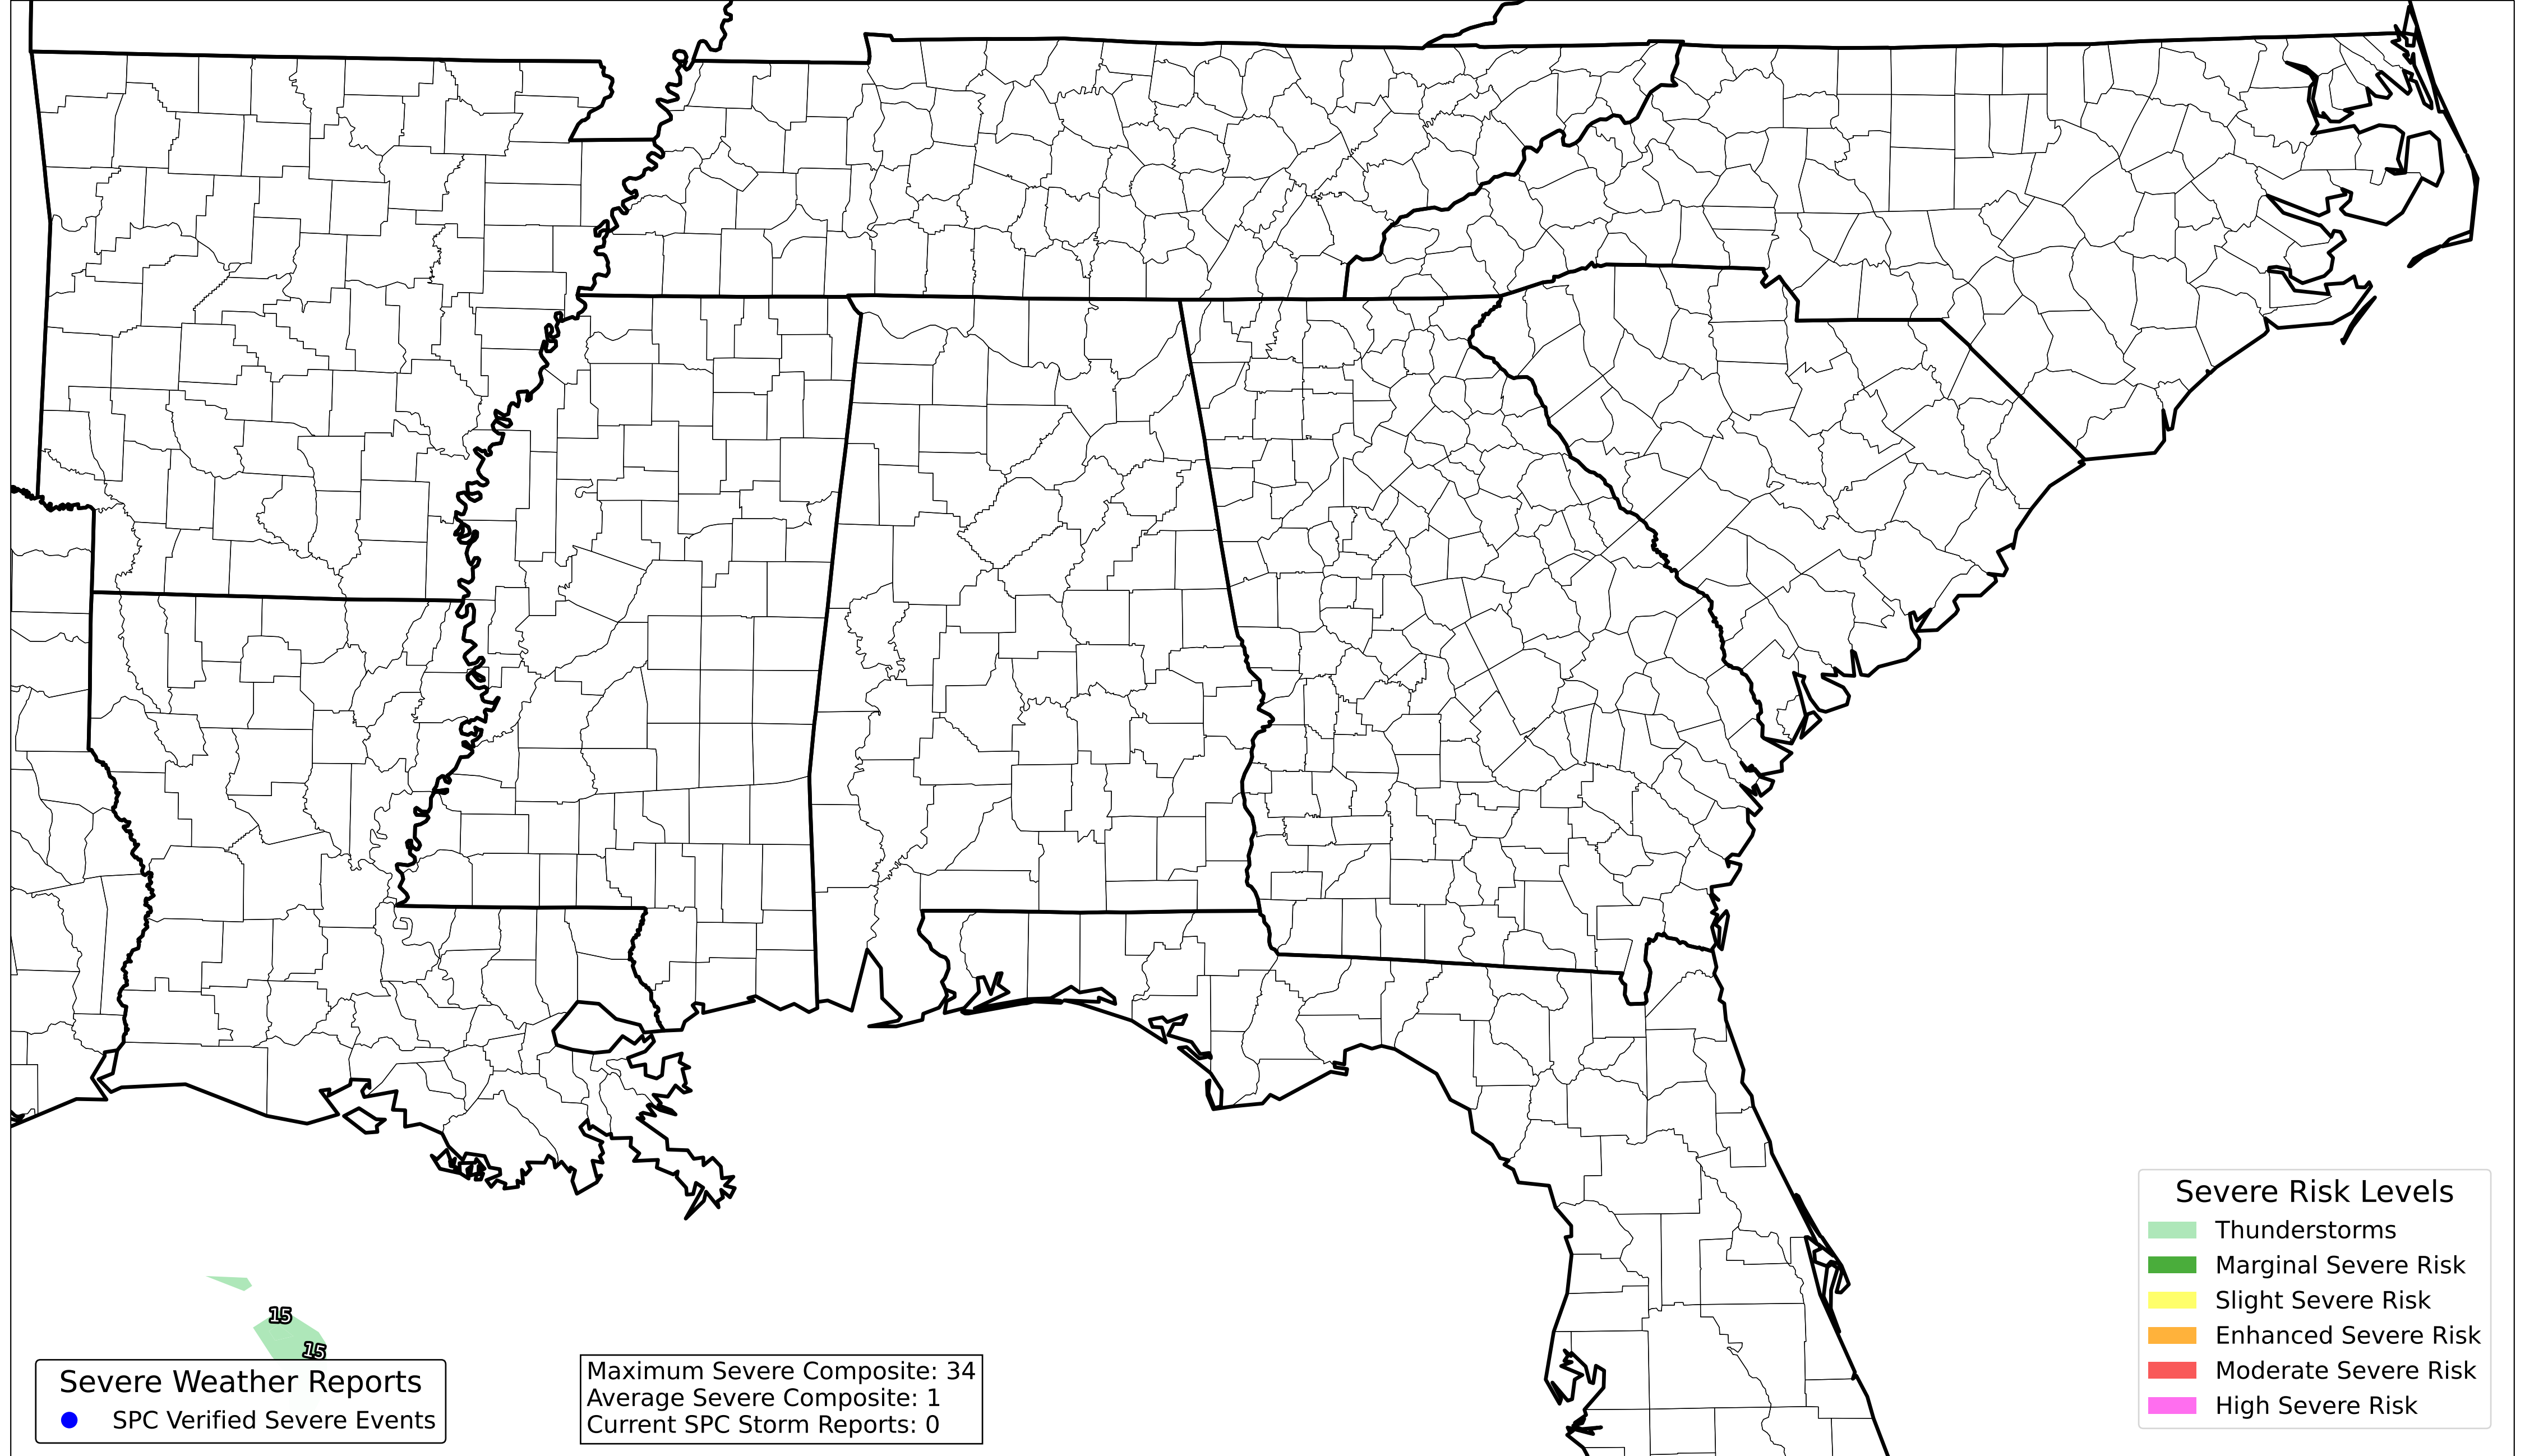 15
15
Severe Weather Reports
SPC Verified Severe Events
Maximum Severe Composite: 34
Average Severe Composite: 1
Current SPC Storm Reports: 0
Severe Risk Levels
Thunderstorms
Marginal Severe Risk
Slight Severe Risk
Enhanced Severe Risk
Moderate Severe Risk
High Severe Risk